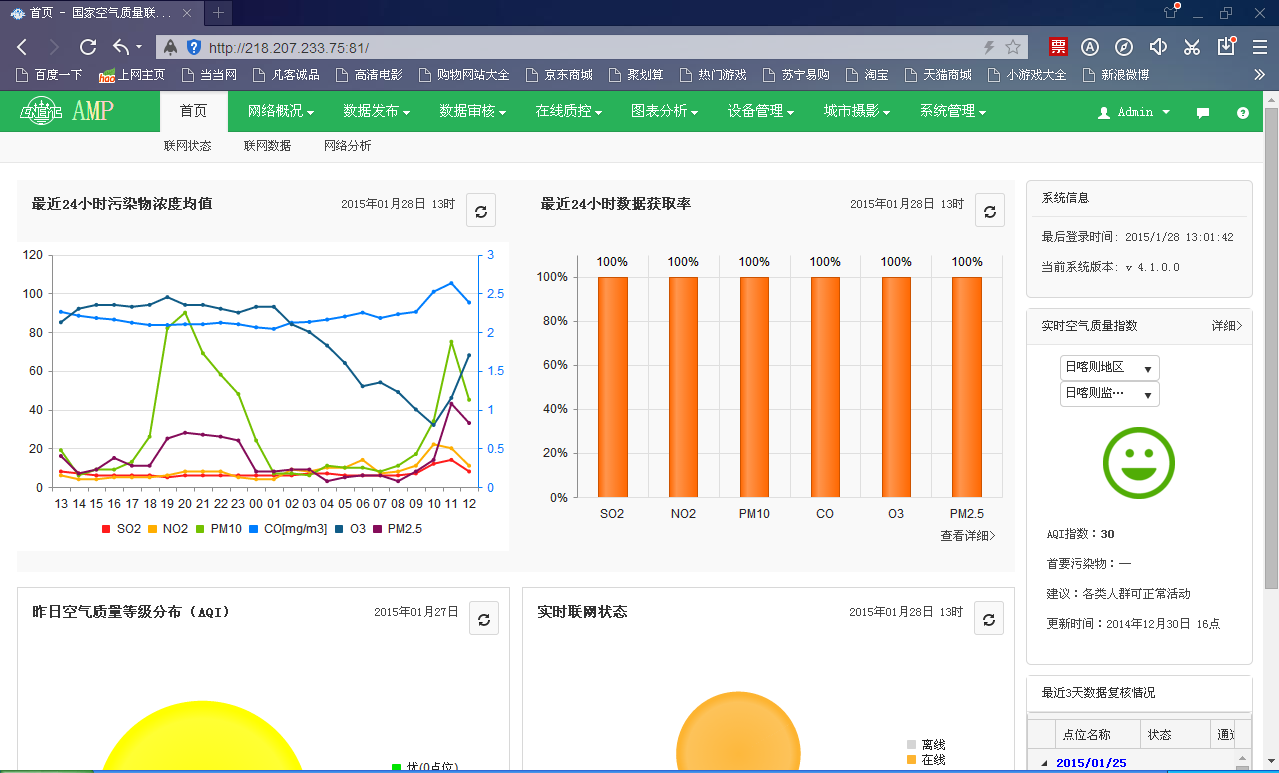 首页 - 国家空气质量联...
http://218.207.233.75:81/
票
百度一下 hao 上网主页 当当网 凡客诚品 高清电影 购物网站大全 京东商城 聚划算 热门游戏 苏宁易购 淘宝 天猫商城 小游戏大全 新浪微博
AMP 首页 网络概况 数据发布 数据审核 在线质控 图表分析 设备管理 城市摄影 系统管理 Admin
联网状态 联网数据 网络分析
最近24小时污染物浓度均值 2015年01月28日 13时
120 3
100 2.5
80 2
60 1.5
40 1
20 0.5
0 0
13 14 15 16 17 18 19 20 21 22 23 00 01 02 03 04 05 06 07 08 09 10 11 12
SO2 NO2 PM10 CO[mg/m3] O3 PM2.5
最近24小时数据获取率 2015年01月28日 13时
100% 100% 100% 100% 100% 100%
100%
80%
60%
40%
20%
0%
SO2 NO2 PM10 CO O3 PM2.5
查看详细>
系统信息
最后登录时间: 2015/1/28 13:01:42
当前系统版本: v 4.1.0.0
实时空气质量指数 详细>
日喀则地区
日喀则监...
AQI指数：30
首要污染物：—
建议：各类人群可正常活动
更新时间：2014年12月30日 16点
昨日空气质量等级分布（AQI） 2015年01月27日
优(0点位)
实时联网状态 2015年01月28日 13时
离线
在线
最近3天数据复核情况
点位名称 状态
2015/01/25